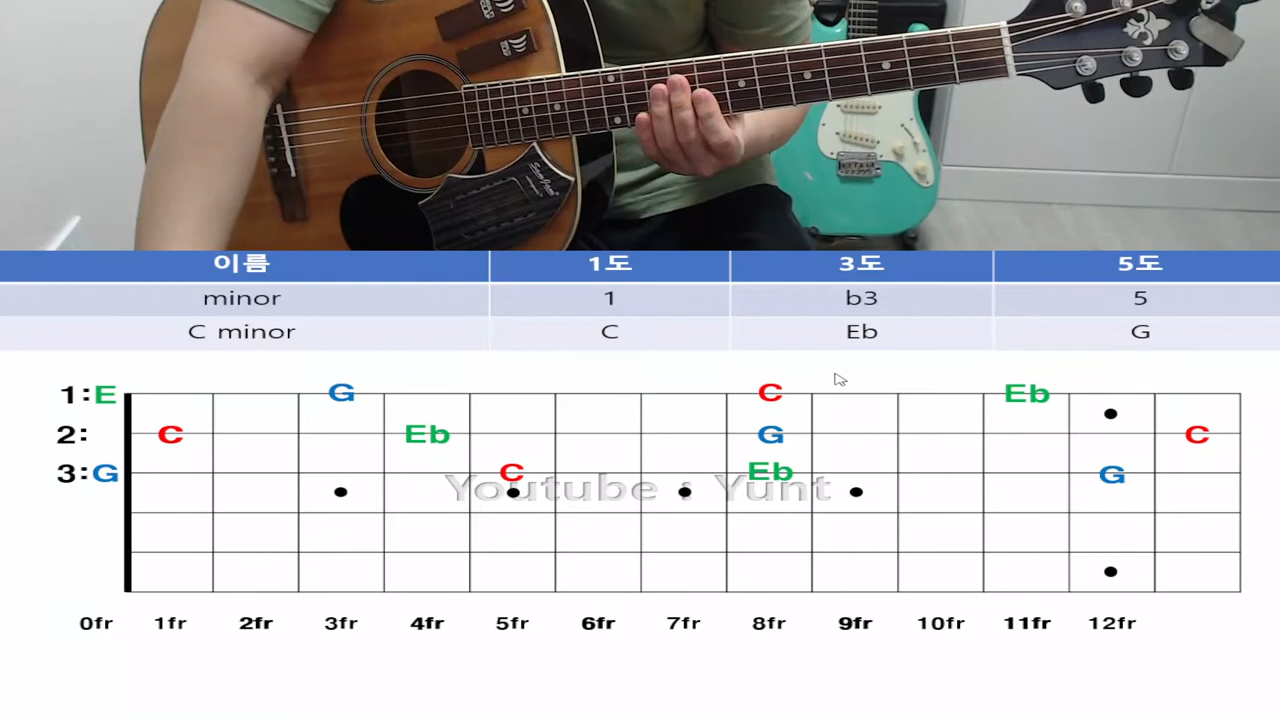 이름 1도 3도 5도
minor 1 b3 5
C minor C Eb G
1: E G C Eb
2: C Eb G C
3: G C Eb G
Youtube : Yunt
0fr 1fr 2fr 3fr 4fr 5fr 6fr 7fr 8fr 9fr 10fr 11fr 12fr